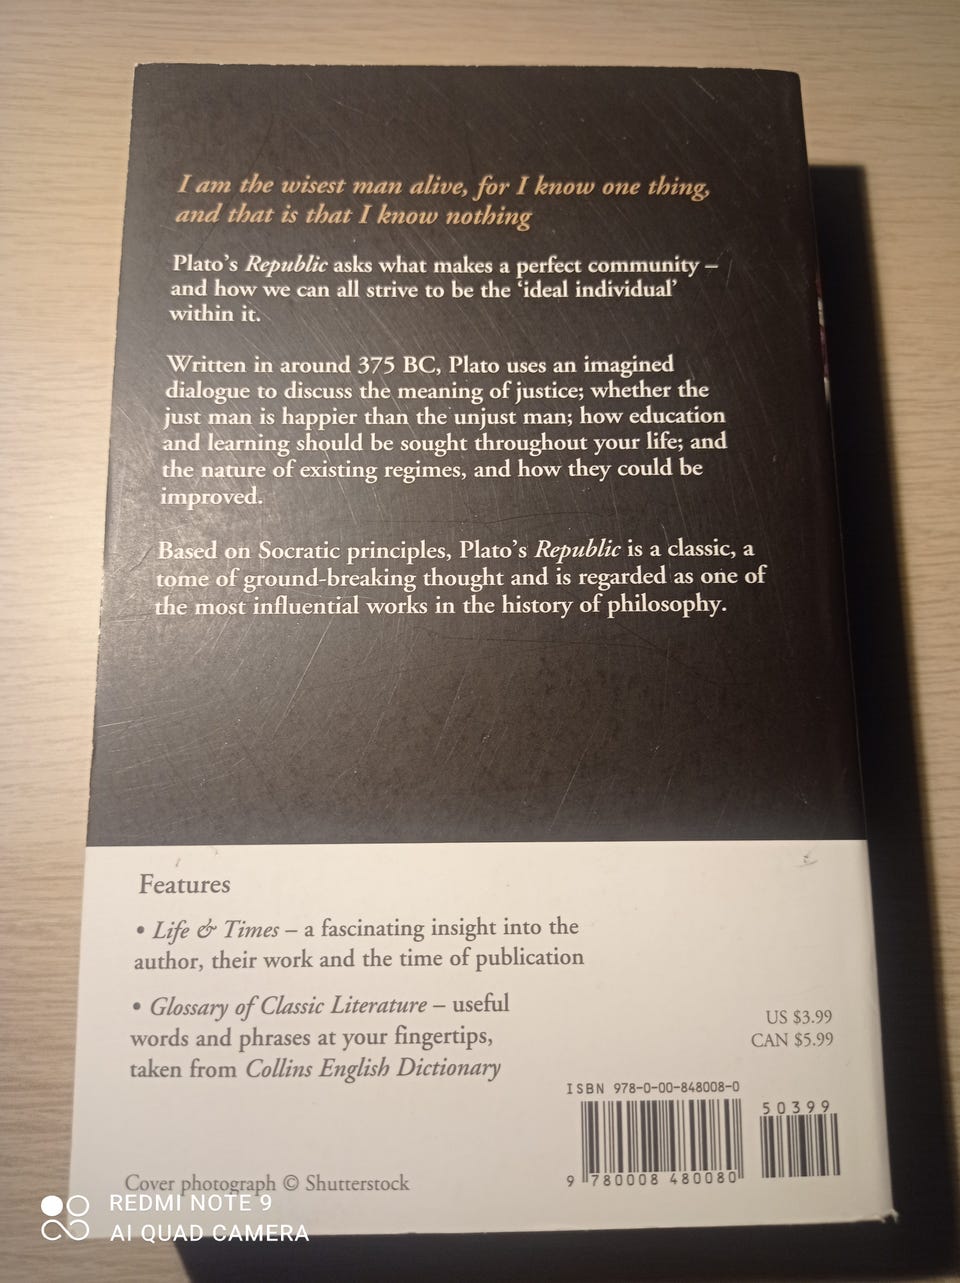 I am the wisest man alive, for I know one thing,
and that is that I know nothing
Plato's Republic asks what makes a perfect community –
and how we can all strive to be the 'ideal individual'
within it.
Written in around 375 BC, Plato uses an imagined
dialogue to discuss the meaning of justice; whether the
just man is happier than the unjust man; how education
and learning should be sought throughout your life; and
the nature of existing regimes, and how they could be
improved.
Based on Socratic principles, Plato's Republic is a classic, a
tome of ground-breaking thought and is regarded as one of
the most influential works in the history of philosophy.
Features
• Life & Times – a fascinating insight into the
author, their work and the time of publication
• Glossary of Classic Literature – useful
words and phrases at your fingertips,
taken from Collins English Dictionary
US $3.99
CAN $5.99
ISBN 978-0-00-848008-0
50399
9 780008 480080
Cover photograph © Shutterstock
REDMI NOTE 9
AI QUAD CAMERA